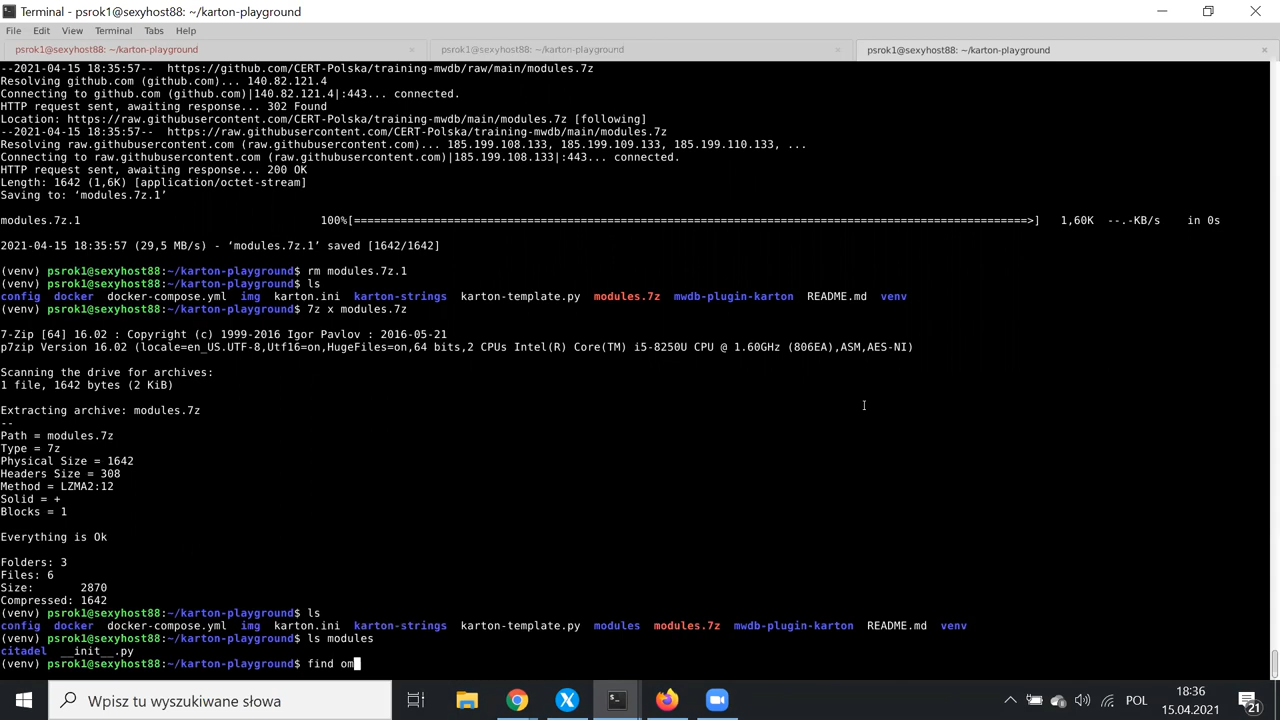 Terminal - psrok1@sexyhost88: ~/karton-playground
File Edit View Terminal Tabs Help
psrok1@sexyhost88: ~/karton-playground psrok1@sexyhost88: ~/karton-playground psrok1@sexyhost88: ~/karton-playground
--2021-04-15 18:35:57-- https://github.com/CERT-Polska/training-mwdb/raw/main/modules.7z
Resolving github.com (github.com)... 140.82.121.4
Connecting to github.com (github.com)|140.82.121.4|:443... connected.
HTTP request sent, awaiting response... 302 Found
Location: https://raw.githubusercontent.com/CERT-Polska/training-mwdb/main/modules.7z [following]
--2021-04-15 18:35:57-- https://raw.githubusercontent.com/CERT-Polska/training-mwdb/main/modules.7z
Resolving raw.githubusercontent.com (raw.githubusercontent.com)... 185.199.108.133, 185.199.109.133, 185.199.110.133, ...
Connecting to raw.githubusercontent.com (raw.githubusercontent.com)|185.199.108.133|:443... connected.
HTTP request sent, awaiting response... 200 OK
Length: 1642 (1,6K) [application/octet-stream]
Saving to: ‘modules.7z.1’
modules.7z.1 100%[=====================================================================================================>] 1,60K --.-KB/s in 0s
2021-04-15 18:35:57 (29,5 MB/s) - ‘modules.7z.1’ saved [1642/1642]
(venv) psrok1@sexyhost88:~/karton-playground$ rm modules.7z.1
(venv) psrok1@sexyhost88:~/karton-playground$ ls
config docker docker-compose.yml img karton.ini karton-strings karton-template.py modules.7z mwdb-plugin-karton README.md venv
(venv) psrok1@sexyhost88:~/karton-playground$ 7z x modules.7z
7-Zip [64] 16.02 : Copyright (c) 1999-2016 Igor Pavlov : 2016-05-21
p7zip Version 16.02 (locale=en_US.UTF-8,Utf16=on,HugeFiles=on,64 bits,2 CPUs Intel(R) Core(TM) i5-8250U CPU @ 1.60GHz (806EA),ASM,AES-NI)
Scanning the drive for archives:
1 file, 1642 bytes (2 KiB)
Extracting archive: modules.7z
--
Path = modules.7z
Type = 7z
Physical Size = 1642
Headers Size = 308
Method = LZMA2:12
Solid = +
Blocks = 1
Everything is Ok
Folders: 3
Files: 6
Size: 2870
Compressed: 1642
(venv) psrok1@sexyhost88:~/karton-playground$ ls
config docker docker-compose.yml img karton.ini karton-strings karton-template.py modules modules.7z mwdb-plugin-karton README.md venv
(venv) psrok1@sexyhost88:~/karton-playground$ ls modules
citadel __init__.py
(venv) psrok1@sexyhost88:~/karton-playground$ find om
Wpisz tu wyszukiwane słowa
POL
18:36
15.04.2021
21